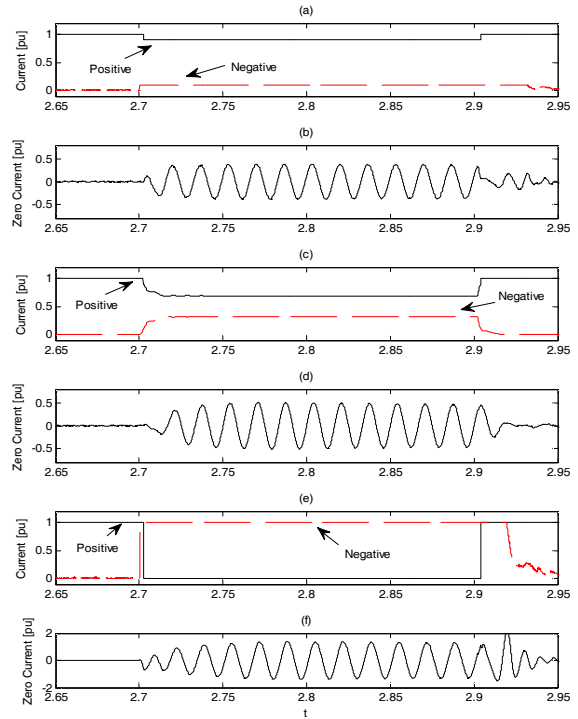 (a)
Current [pu]
1
0.5
0
Positive
Negative
2.65 2.7 2.75 2.8 2.85 2.9 2.95
(b)
Zero Current [pu]
0.5
0
-0.5
2.65 2.7 2.75 2.8 2.85 2.9 2.95
(c)
Current [pu]
1
0.5
0
Positive
Negative
2.65 2.7 2.75 2.8 2.85 2.9 2.95
(d)
Zero Current [pu]
0.5
0
-0.5
2.65 2.7 2.75 2.8 2.85 2.9 2.95
(e)
Current [pu]
1
0.5
0
Positive
Negative
2.65 2.7 2.75 2.8 2.85 2.9 2.95
(f)
Zero Current [pu]
2
0
-2
2.65 2.7 2.75 2.8 2.85 2.9 2.95
t